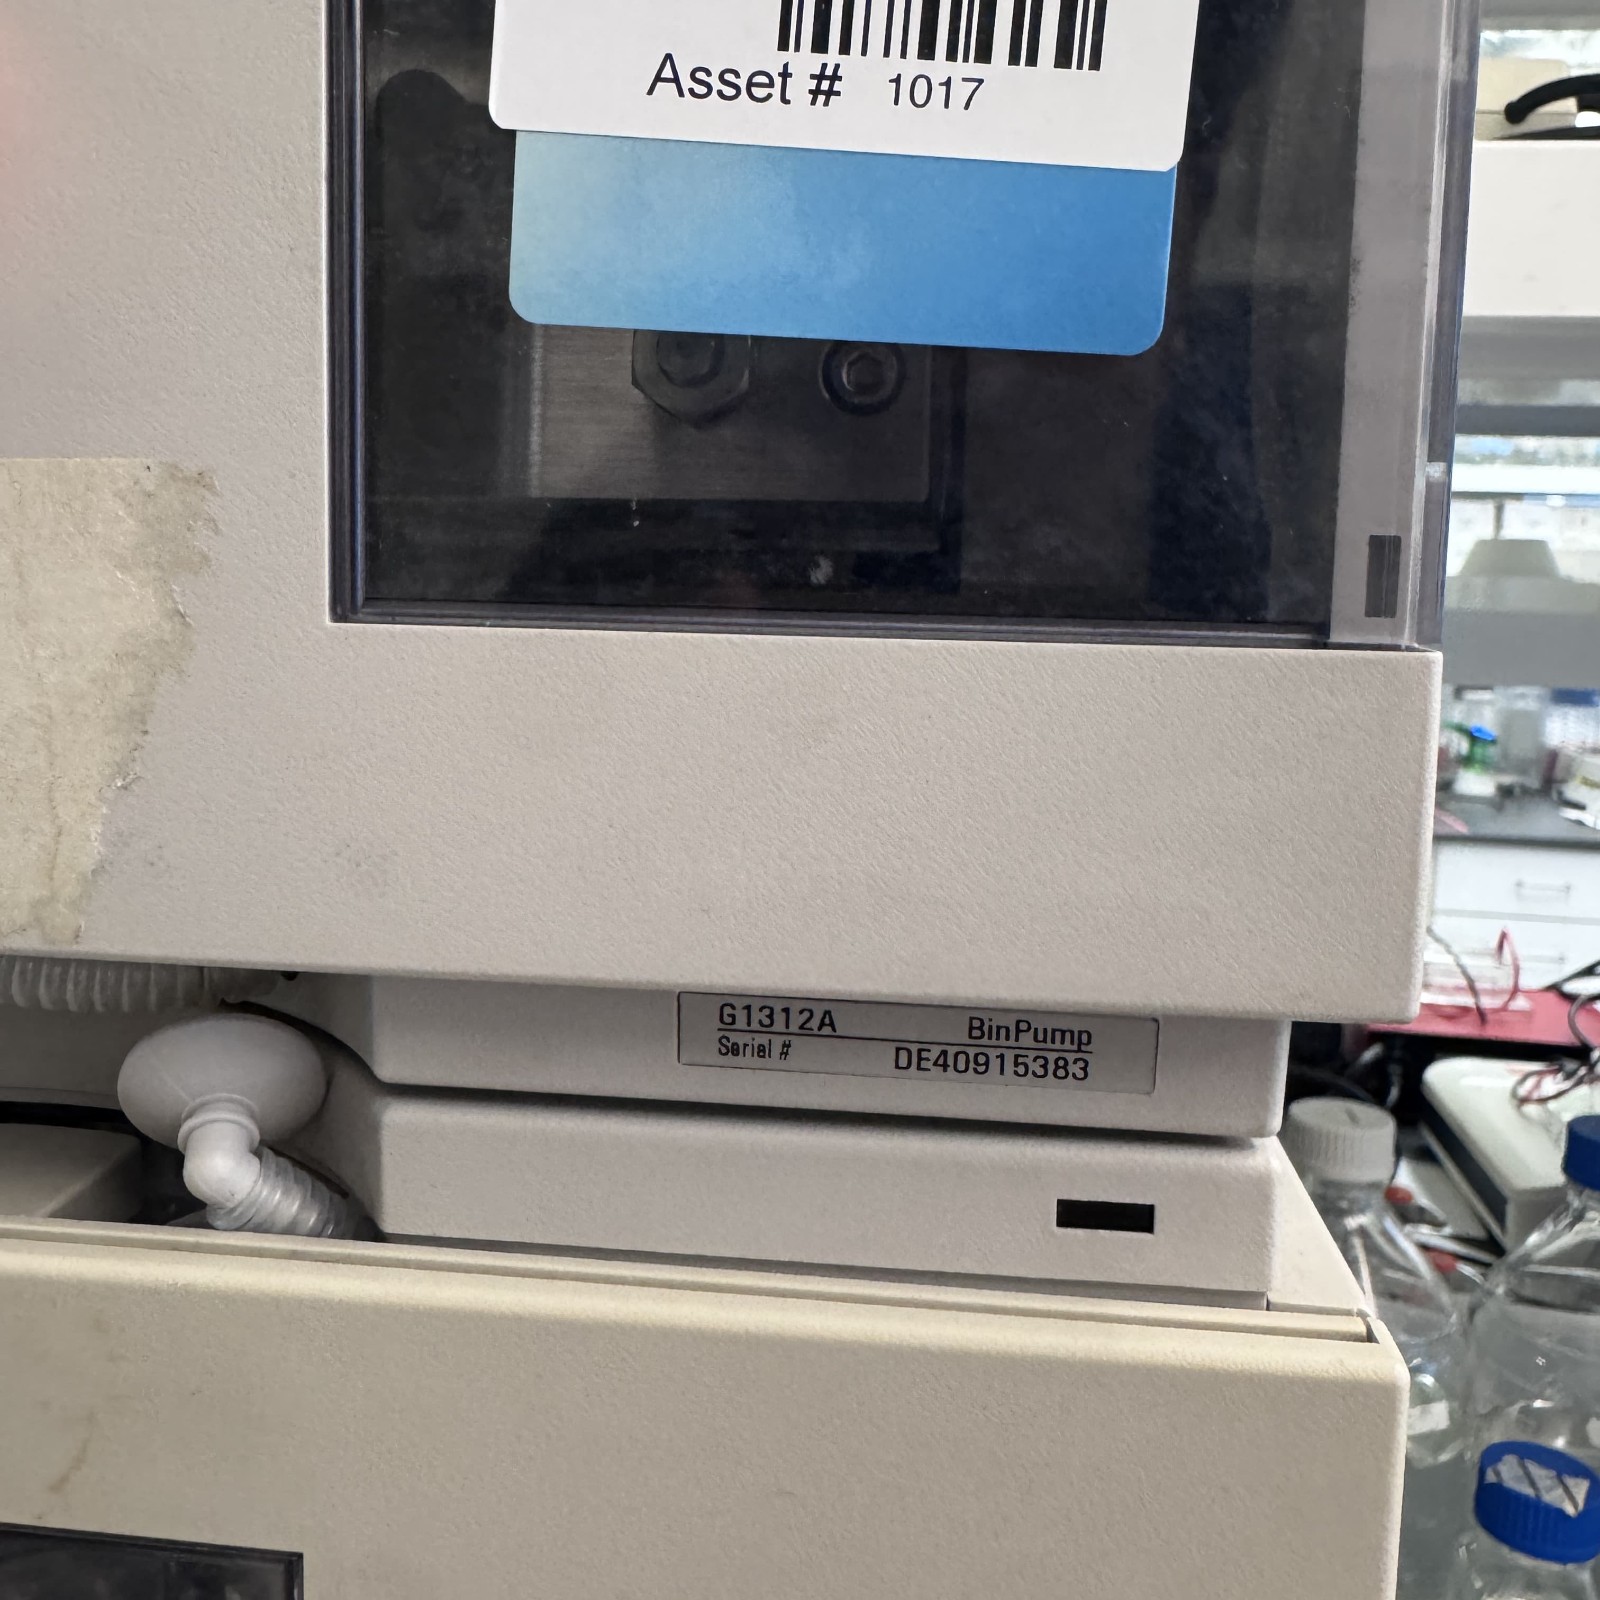 Asset # 1017
G1312A BinPump
Serial # DE40915383